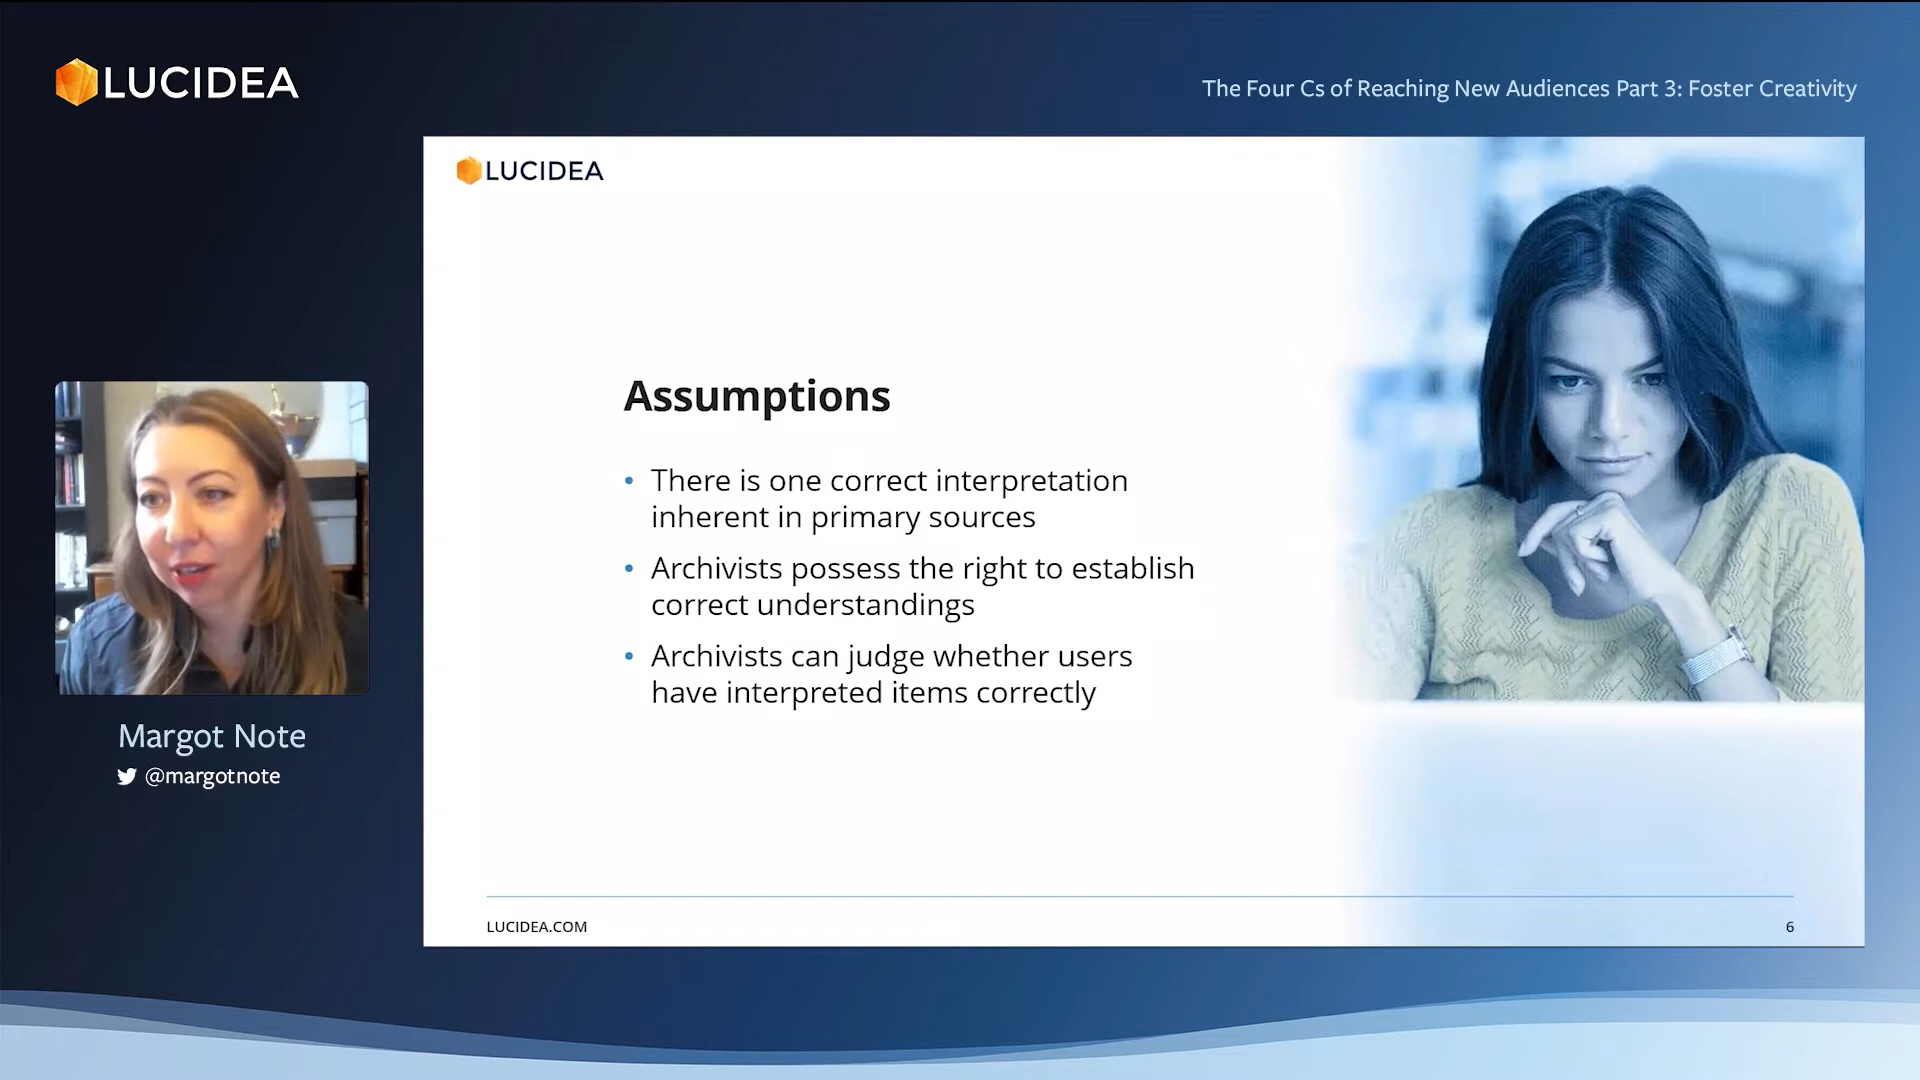 LUCIDEA
The Four Cs of Reaching New Audiences Part 3: Foster Creativity
LUCIDEA
Assumptions
• There is one correct interpretation
inherent in primary sources
• Archivists possess the right to establish
correct understandings
• Archivists can judge whether users
have interpreted items correctly
Margot Note
@margotnote
LUCIDEA.COM
6